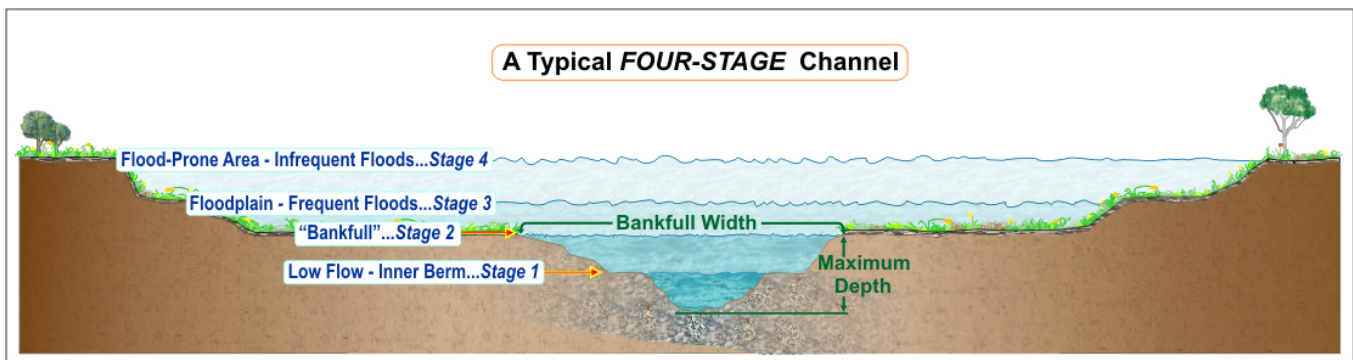 A Typical FOUR-STAGE Channel
Flood-Prone Area - Infrequent Floods...Stage 4
Floodplain - Frequent Floods...Stage 3
Bankfull Width
“Bankfull”...Stage 2
Low Flow - Inner Berm...Stage 1
Maximum
Depth